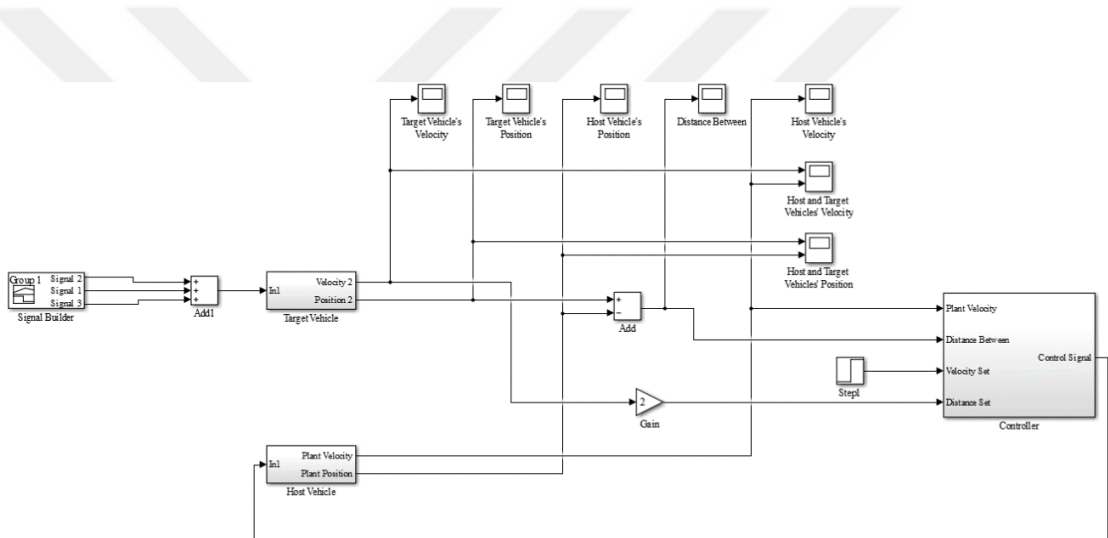 Target Vehicle's
Velocity
Target Vehicle's
Position
Host Vehicle's
Position
Distance Between
Host Vehicle's
Velocity
Host and Target
Vehicles' Velocity
Host and Target
Vehicles' Position
Group 1
Signal 2
Signal 1
Signal 3
Signal Builder
+
+
+
Add1
In1
Velocity 2
Position 2
Target Vehicle
+
−
Add
Plant Velocity
Distance Between
Velocity Set
Distance Set
Control Signal
Controller
Step1
2
Gain
In1
Plant Velocity
Plant Position
Host Vehicle